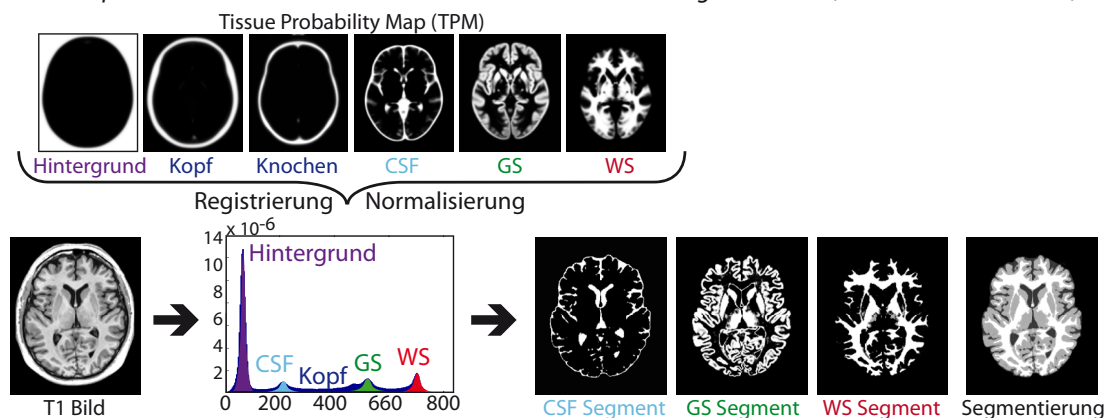 Tissue Probability Map (TPM)
Hintergrund Kopf Knochen CSF GS WS
Registrierung Normalisierung
x 10-6
14
12
10
8
6
4
2
0 200 400 660 800
Hintergrund
CSF Kopf GS WS
T1 Bild
CSF Segment GS Segment WS Segment Segmentierung